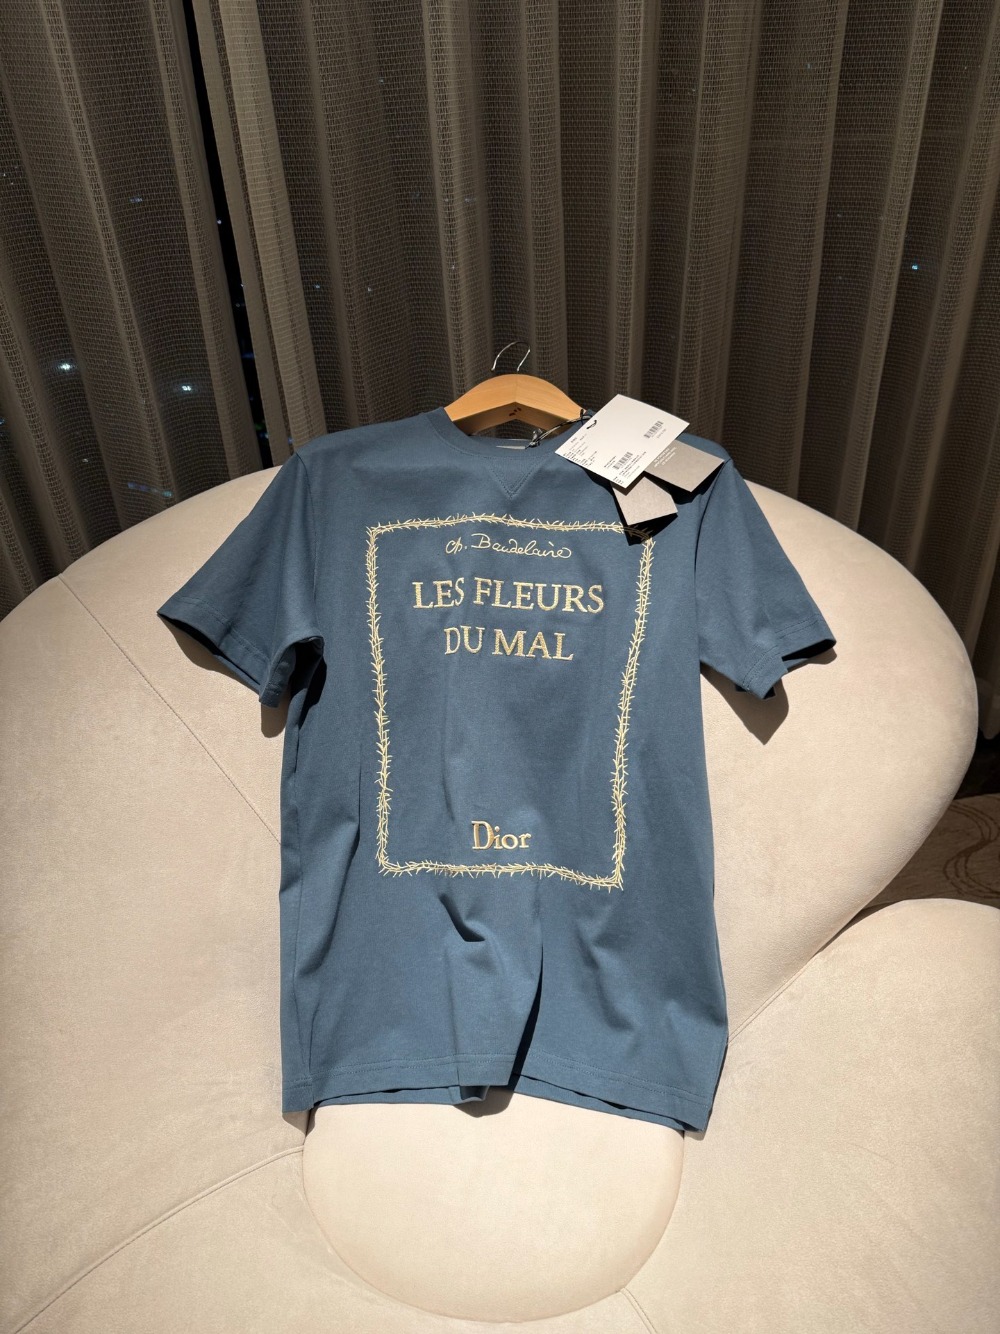 Ch. Baudelaire
LES FLEURS
DU MAL
Dior